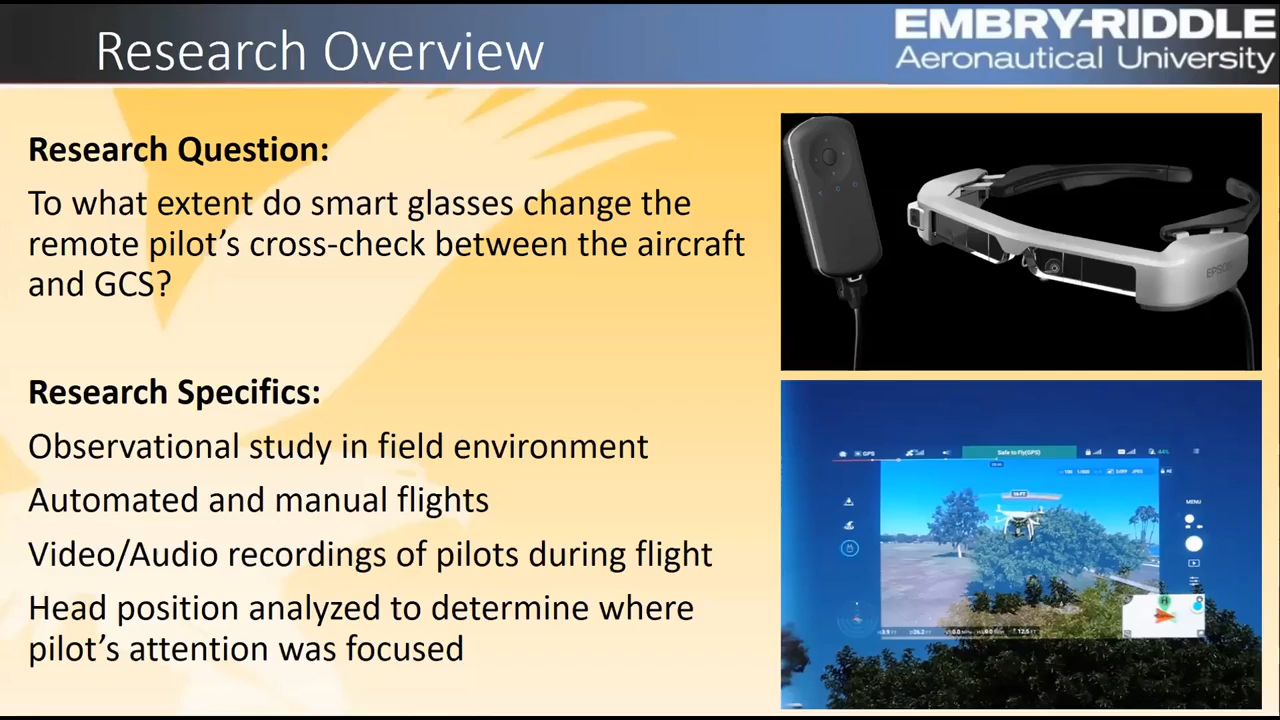 Research Overview
EMBRY-RIDDLE
Aeronautical University
Research Question:
To what extent do smart glasses change the
remote pilot's cross-check between the aircraft
and GCS?
Research Specifics:
Observational study in field environment
Automated and manual flights
Video/Audio recordings of pilots during flight
Head position analyzed to determine where
pilot's attention was focused
EPSON
GPS
Safe to Fly(GPS)
44%
MENU